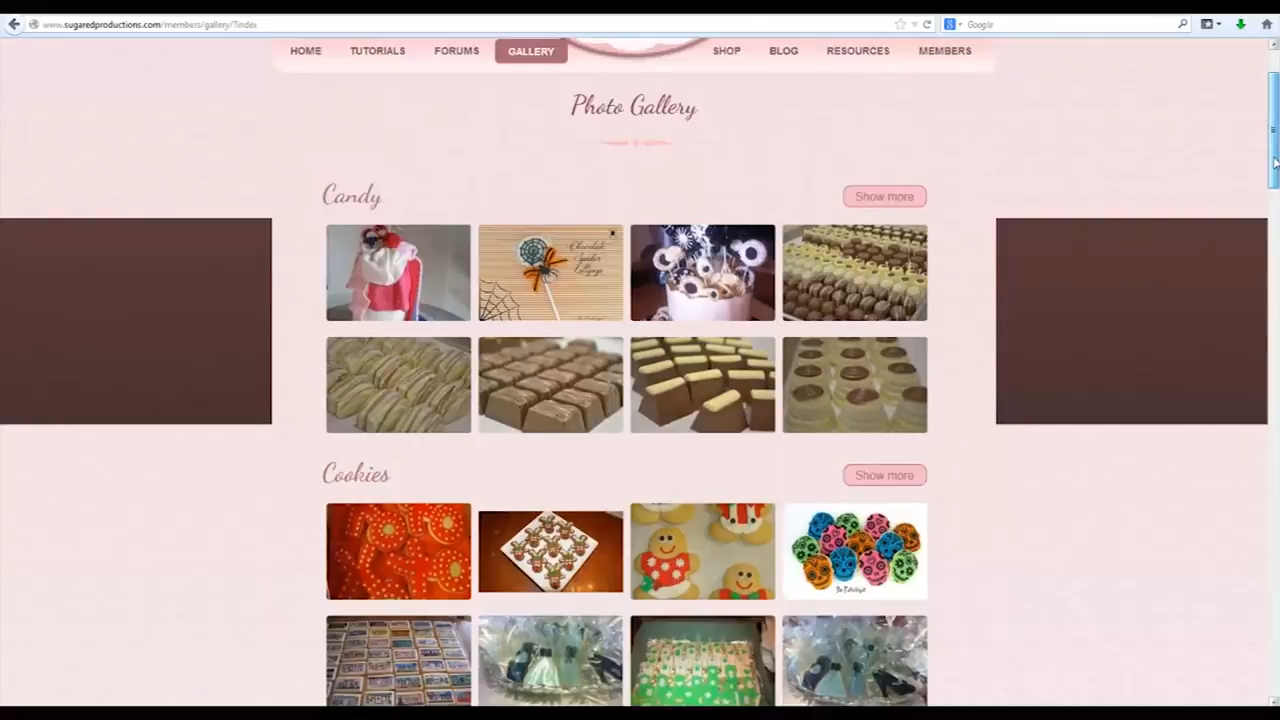 www.sugaredproductions.com/members/gallery/?index
Google
HOME
TUTORIALS
FORUMS
GALLERY
SHOP
BLOG
RESOURCES
MEMBERS
Photo Gallery
Candy
Show more
Chocolate
Spider
Lollipops
Cookies
Show more